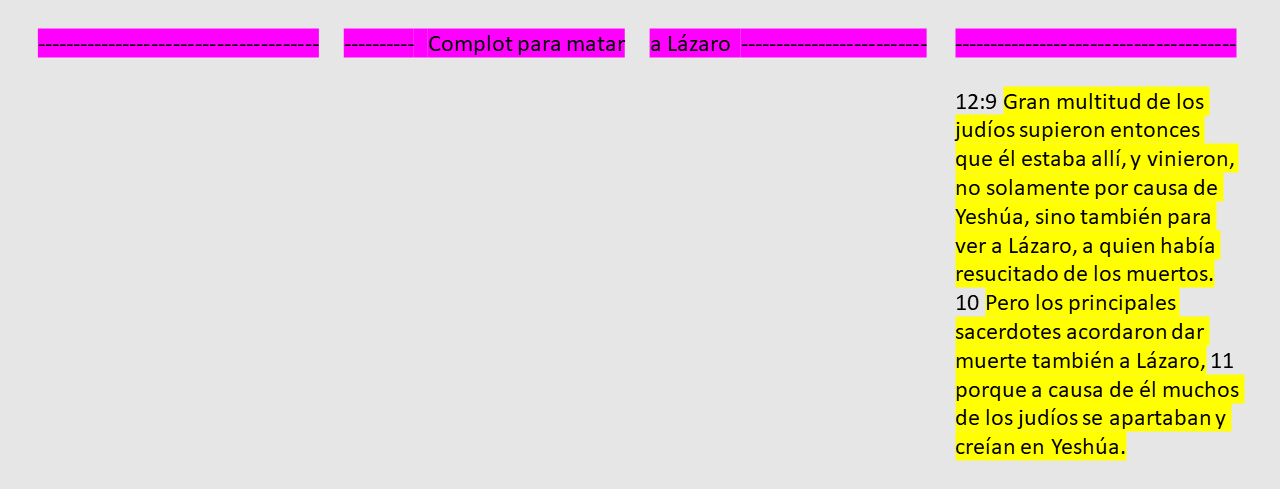 ---------------------------------------- ---------- Complot para matar a Lázaro -------------------------- ----------------------------------------
12:9 Gran multitud de los
judíos supieron entonces
que él estaba allí, y vinieron,
no solamente por causa de
Yeshúa, sino también para
ver a Lázaro, a quien había
resucitado de los muertos.
10 Pero los principales
sacerdotes acordaron dar
muerte también a Lázaro, 11
porque a causa de él muchos
de los judíos se apartaban y
creían en Yeshúa.